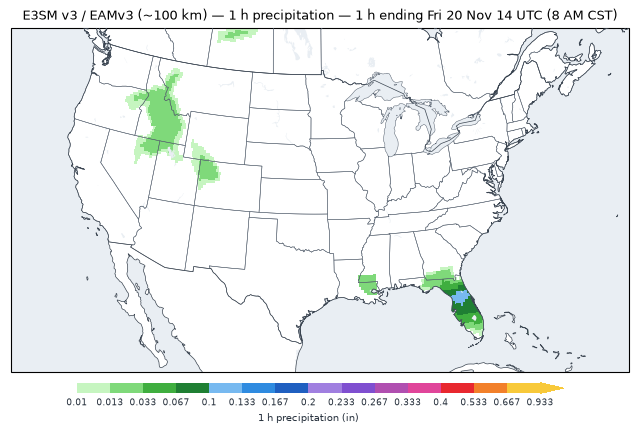 E3SM v3 / EAMv3 (~100 km) — 1 h precipitation — 1 h ending Fri 20 Nov 14 UTC (8 AM CST)
0.01 0.013 0.033 0.067 0.1 0.133 0.167 0.2 0.233 0.267 0.333 0.4 0.533 0.667 0.933
1 h precipitation (in)